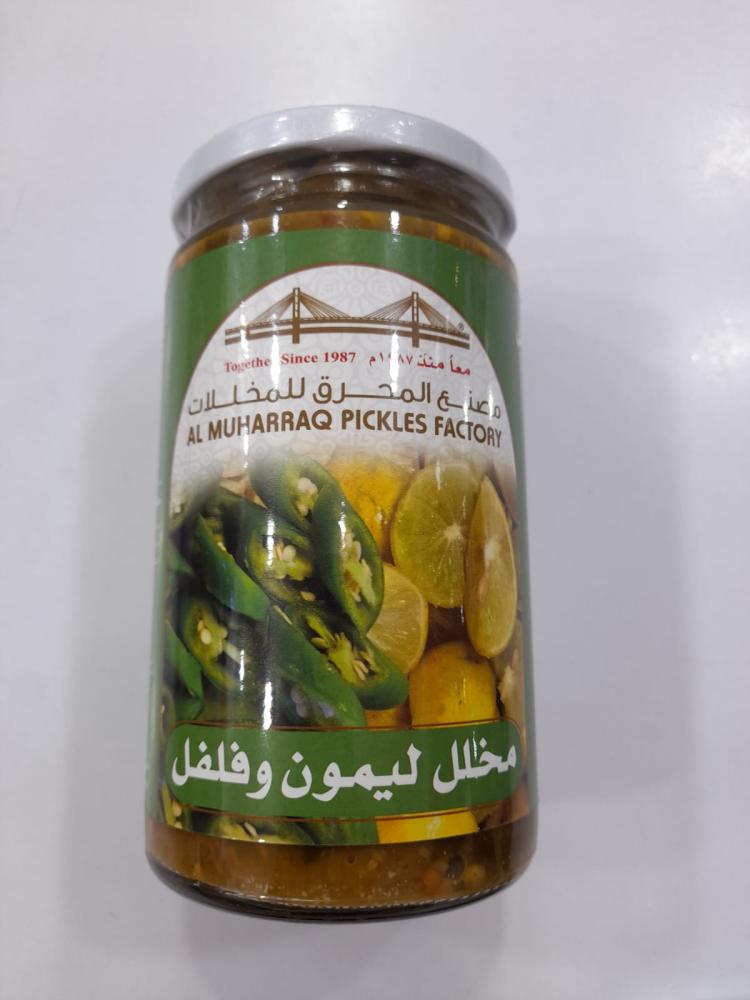 Together Since 1987 معاً منذ ١٩٨٧م
مصنع المحرق للمخللات
AL MUHARRAQ PICKLES FACTORY
مخلل ليمون وفلفل